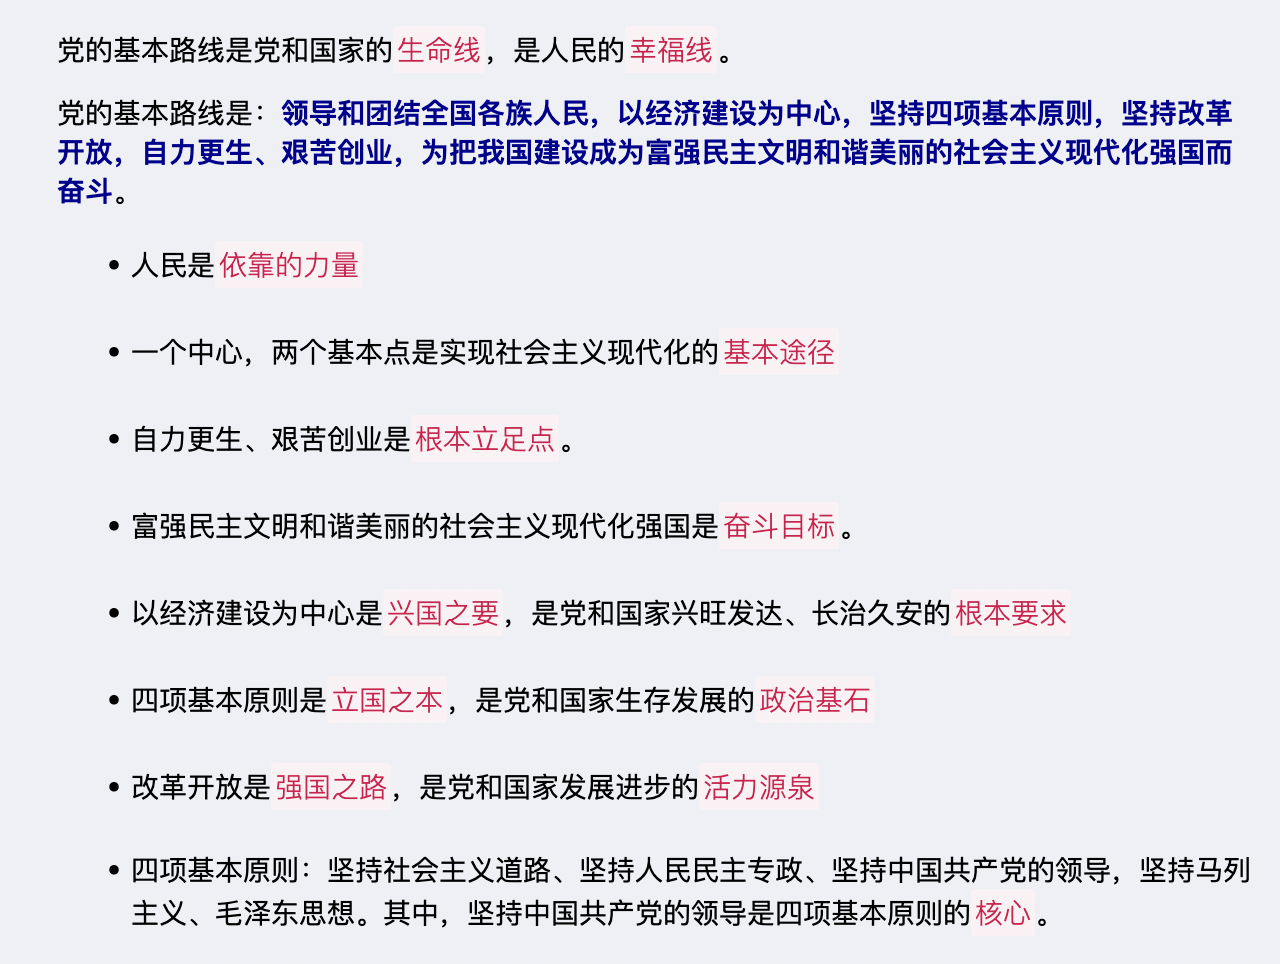 党的基本路线是党和国家的生命线，是人民的幸福线。
党的基本路线是：领导和团结全国各族人民，以经济建设为中心，坚持四项基本原则，坚持改革
开放，自力更生、艰苦创业，为把我国建设成为富强民主文明和谐美丽的社会主义现代化强国而
奋斗。
• 人民是依靠的力量
• 一个中心，两个基本点是实现社会主义现代化的基本途径
• 自力更生、艰苦创业是根本立足点。
• 富强民主文明和谐美丽的社会主义现代化强国是奋斗目标。
• 以经济建设为中心是兴国之要，是党和国家兴旺发达、长治久安的根本要求
• 四项基本原则是立国之本，是党和国家生存发展的政治基石
• 改革开放是强国之路，是党和国家发展进步的活力源泉
• 四项基本原则：坚持社会主义道路、坚持人民民主专政、坚持中国共产党的领导，坚持马列
主义、毛泽东思想。其中，坚持中国共产党的领导是四项基本原则的核心。